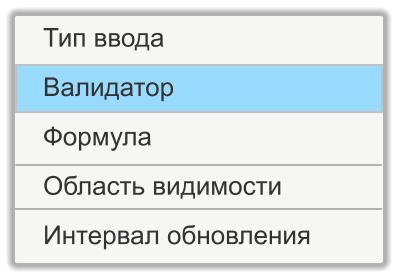 Тип ввода
Валидатор
Формула
Область видимости
Интервал обновления